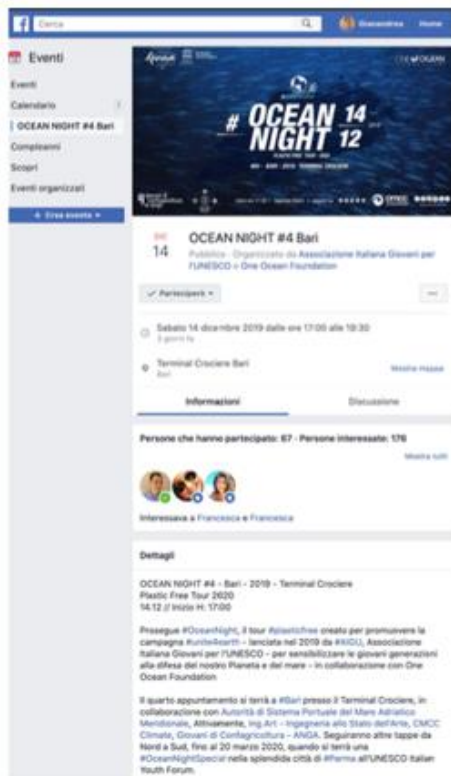 Cerca
Gianandrea Home
Eventi
Eventi
Calendario
OCEAN NIGHT #4 Bari
Compleanni
Scopri
Eventi organizzati
+ Crea evento
ONE OCEAN
# OCEAN 14
NIGHT 12
14
OCEAN NIGHT #4 Bari
Pubblica · Organizzato da Associazione Italiana Giovani per
l'UNESCO e One Ocean Foundation
Parteciperò
Sabato 14 dicembre 2019 dalle ore 17:00 alle 19:30
3 giorni fa
Terminal Crociere Bari
Bari
Mostra mappa
Informazioni
Discussione
Persone che hanno partecipato: 67 · Persone interessate: 176
Mostra tutti
Interessava a Francesca e Francesca
Dettagli
OCEAN NIGHT #4 - Bari - 2019 - Terminal Crociere
Plastic Free Tour 2020
14.12 // Inizio H: 17:00
Prosegue #OceanNight, il tour #plasticfree creato per promuovere la
campagna #unite4earth - lanciata nel 2019 da #AIGU, Associazione
Italiana Giovani per l'UNESCO - per sensibilizzare le giovani generazioni
alla difesa del nostro Pianeta e del mare - in collaborazione con One
Ocean Foundation
Il quarto appuntamento si terrà a #Bari presso il Terminal Crociere, in
collaborazione con Autorità di Sistema Portuale del Mare Adriatico
Meridionale, Attivamente, Ing.Art - Ingegneria allo Stato dell'Arte, CMCC
Climate, Giovani di Confagricoltura - ANGA. Seguiranno altre tappe da
Nord a Sud, fino al 20 marzo 2020, quando si terrà una
#OceanNightSpecial nella splendida città di #Parma all'UNESCO Italian
Youth Forum.